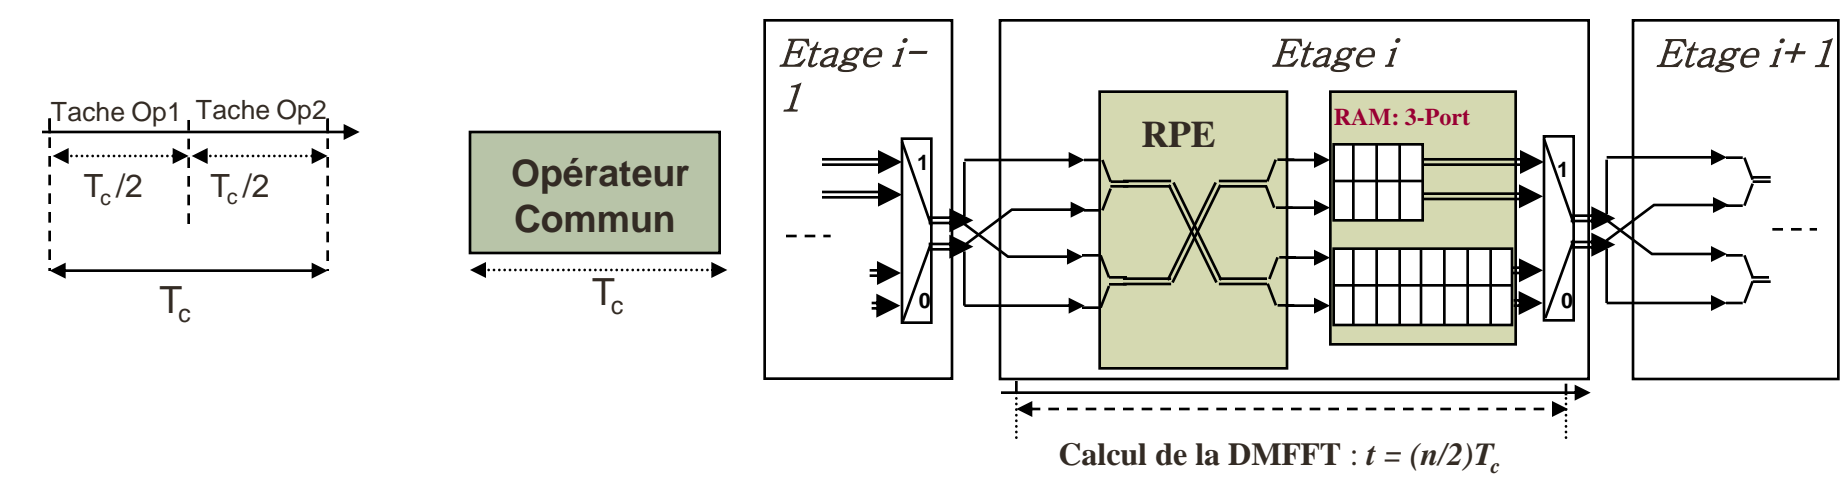 Tache Op1 Tache Op2
Tc/2 Tc/2
Tc
Opérateur
Commun
Tc
Etage i-
1
1
0
Etage i
RPE
RAM: 3-Port
1
0
Etage i+1
Calcul de la DMFFT : t = (n/2)Tc